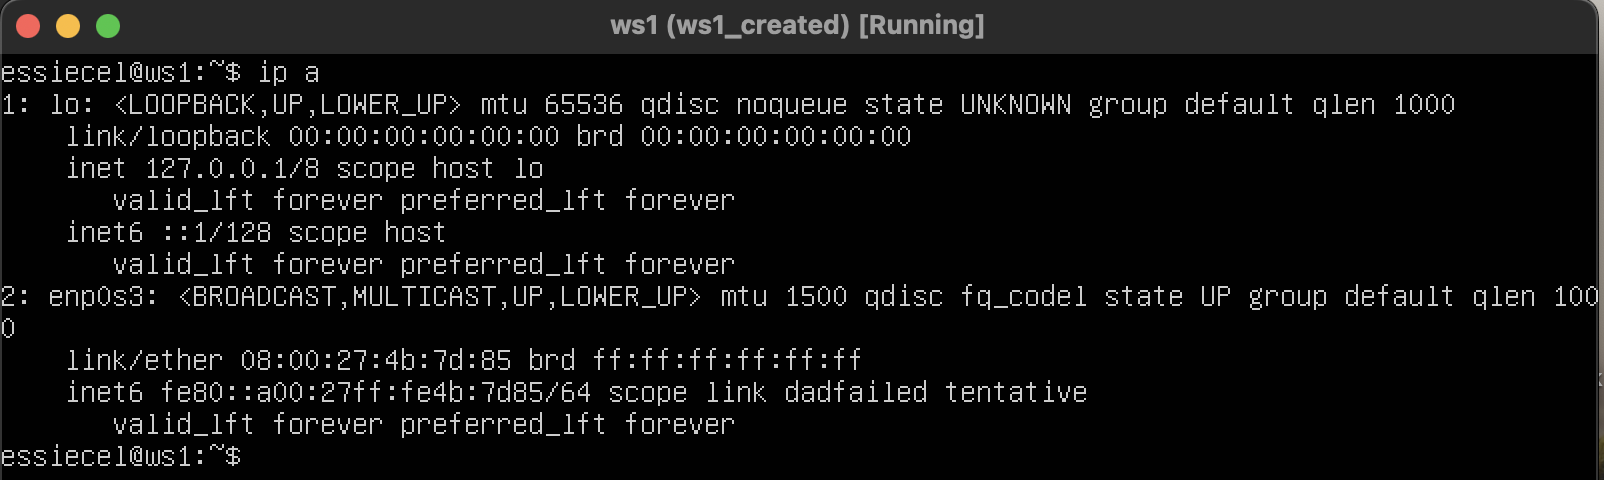 ws1 (ws1_created) [Running]
essiecel@ws1:~$ ip a
1: lo: <LOOPBACK,UP,LOWER_UP> mtu 65536 qdisc noqueue state UNKNOWN group default qlen 1000
    link/loopback 00:00:00:00:00:00 brd 00:00:00:00:00:00
    inet 127.0.0.1/8 scope host lo
       valid_lft forever preferred_lft forever
    inet6 ::1/128 scope host
       valid_lft forever preferred_lft forever
2: enp0s3: <BROADCAST,MULTICAST,UP,LOWER_UP> mtu 1500 qdisc fq_codel state UP group default qlen 100
0
    link/ether 08:00:27:4b:7d:85 brd ff:ff:ff:ff:ff:ff
    inet6 fe80::a00:27ff:fe4b:7d85/64 scope link dadfailed tentative
       valid_lft forever preferred_lft forever
essiecel@ws1:~$